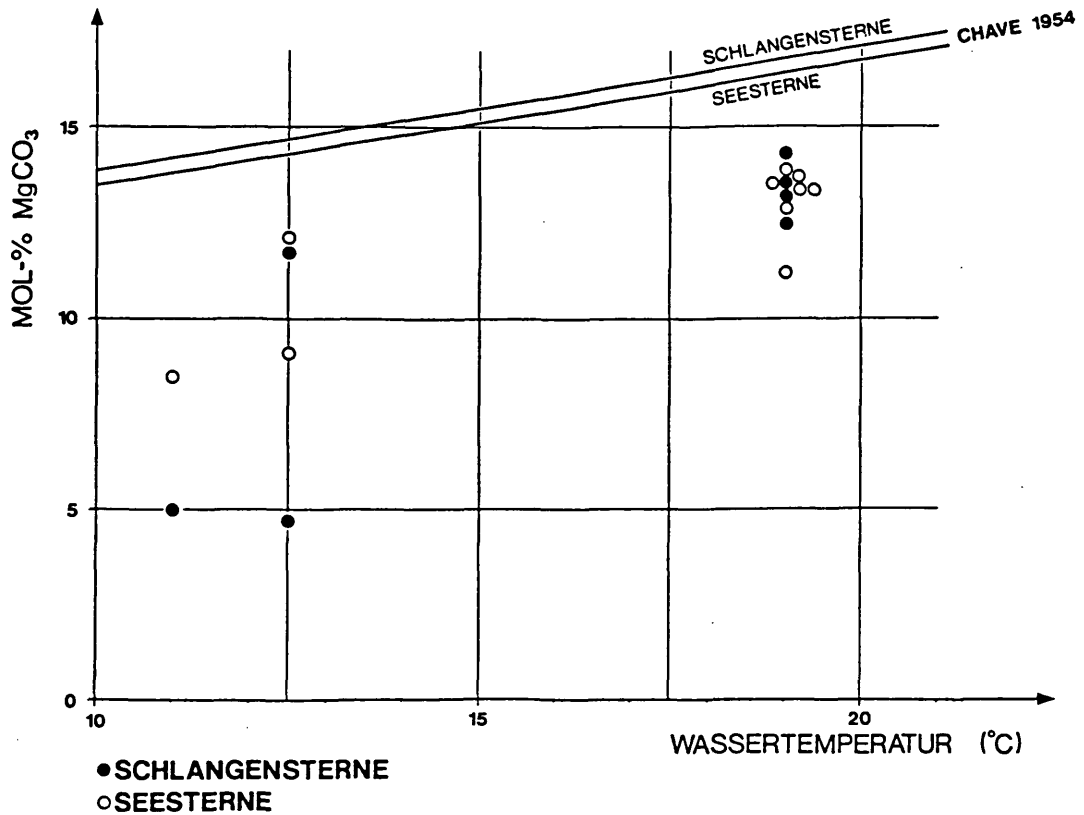 SCHLANGENSTERNE
CHAVE 1954
SEESTERNE
MOL-% MgCO₃
15
10
5
0
10
15
20
WASSERTEMPERATUR (°C)
● SCHLANGENSTERNE
○ SEESTERNE